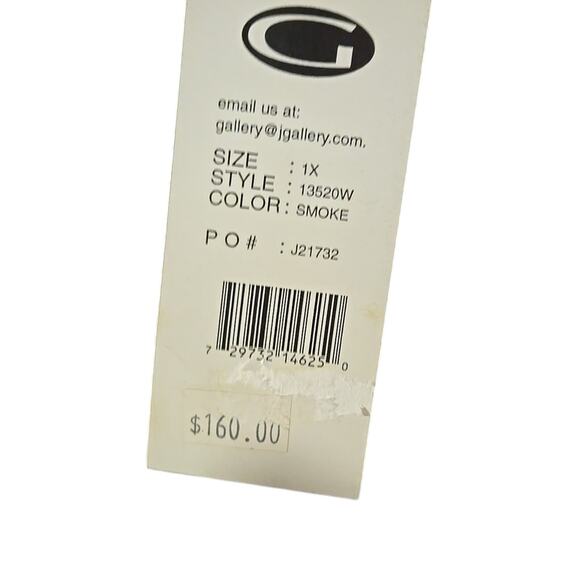 G
email us at:
gallery@jgallery.com.
SIZE : 1X
STYLE : 13520W
COLOR : SMOKE
P O # : J21732
7 29732 14625 0
$160.00